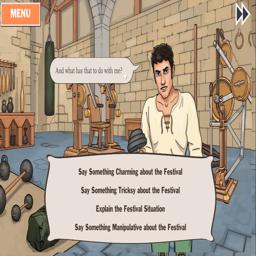 MENU
And what has that to do with me?
Say Something Charming about the Festival
Say Something Tricksy about the Festival
Explain the Festival Situation
Say Something Manipulative about the Festival